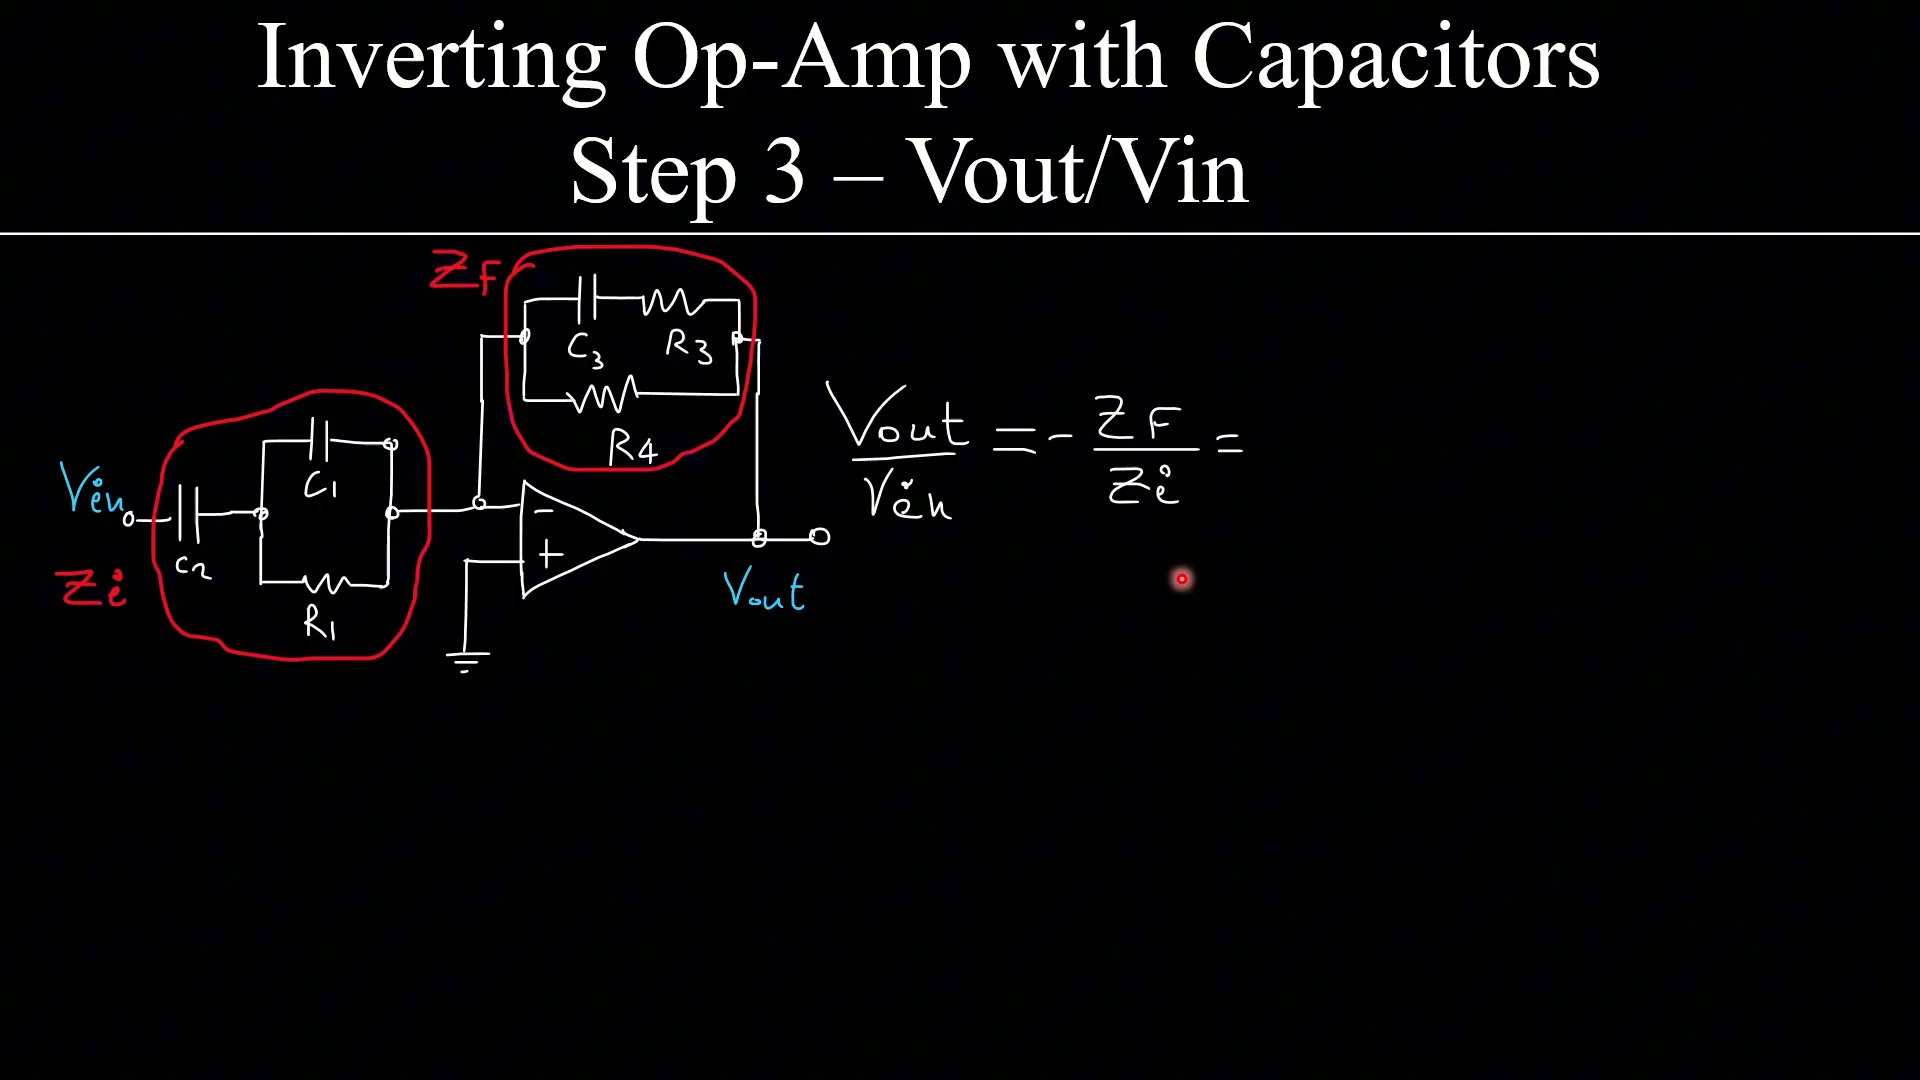 Inverting Op-Amp with Capacitors
Step 3 – Vout/Vin
ZF
C3 R3
R4
Vout/Vin = - ZF/Zi =
C1
Vin
C2
Zi
R1
-
+
Vout